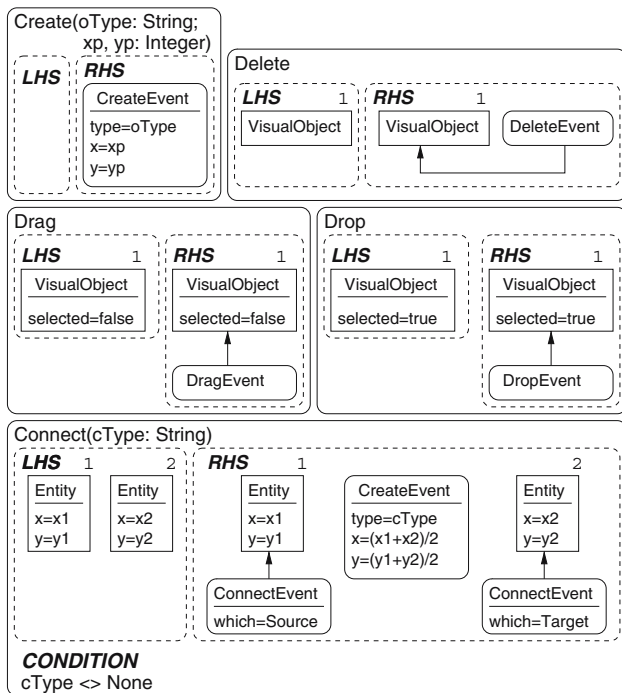 Create(oType: String;
xp, yp: Integer)
LHS
RHS
CreateEvent
type=oType
x=xp
y=yp
Delete
LHS 1
VisualObject
RHS 1
VisualObject
DeleteEvent
Drag
LHS 1
VisualObject
selected=false
RHS 1
VisualObject
selected=false
DragEvent
Drop
LHS 1
VisualObject
selected=true
RHS 1
VisualObject
selected=true
DropEvent
Connect(cType: String)
LHS 1 2
Entity
x=x1
y=y1
Entity
x=x2
y=y2
RHS 1 2
Entity
x=x1
y=y1
CreateEvent
type=cType
x=(x1+x2)/2
y=(y1+y2)/2
Entity
x=x2
y=y2
ConnectEvent
which=Source
ConnectEvent
which=Target
CONDITION
cType <> None